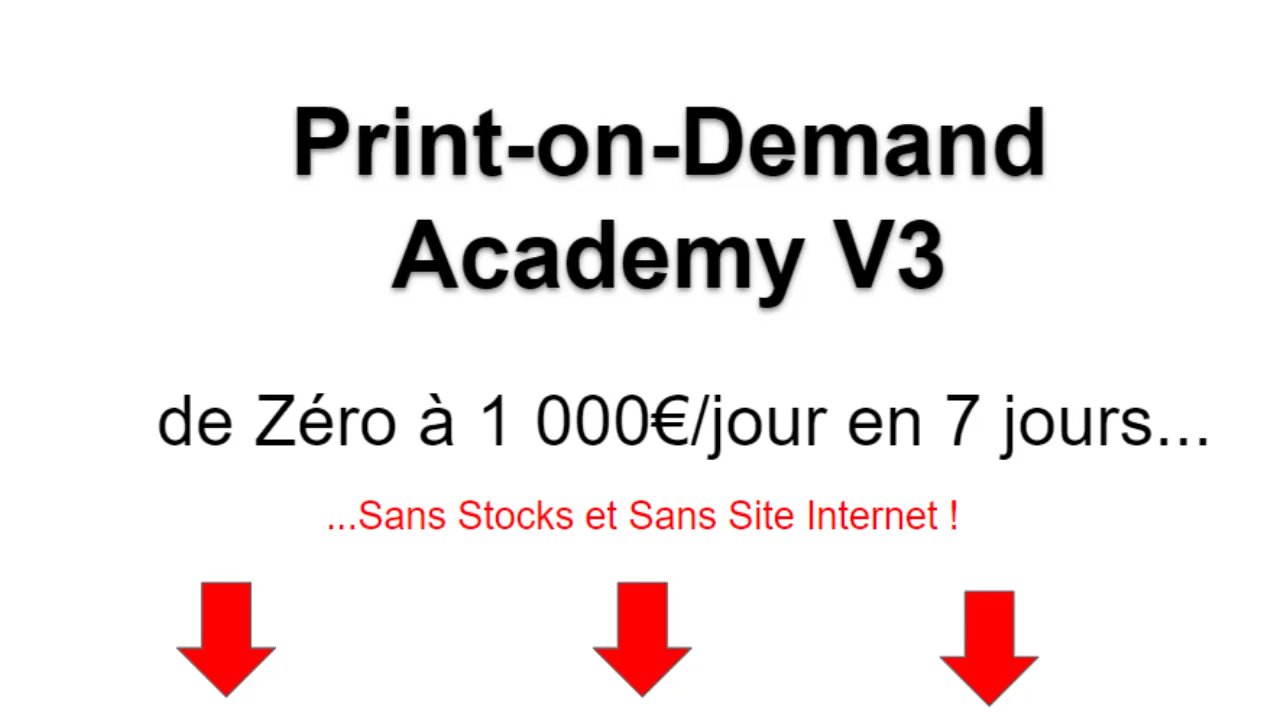 Print-on-Demand
Academy V3
de Zéro à 1 000€/jour en 7 jours...
...Sans Stocks et Sans Site Internet !